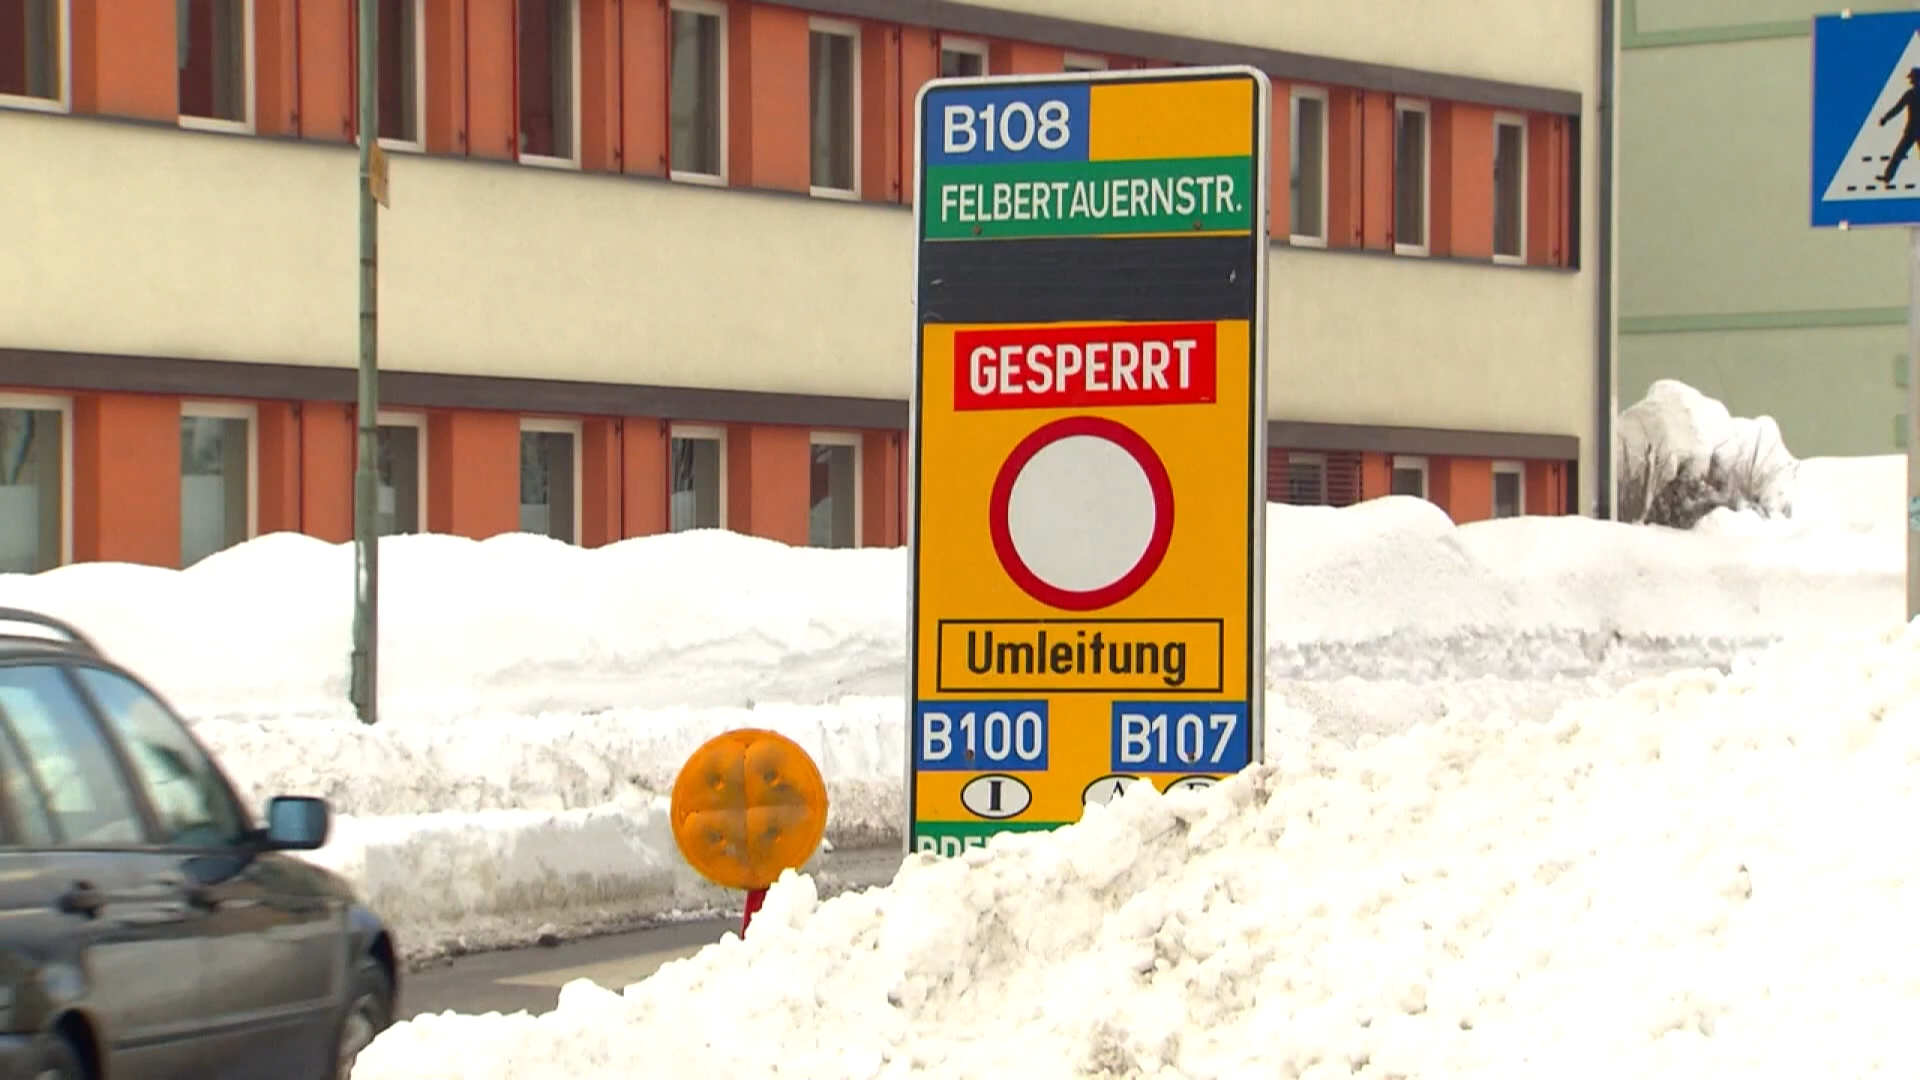 B108
FELBERTAUERNSTR.
GESPERRT
Umleitung
B100 B107
I A